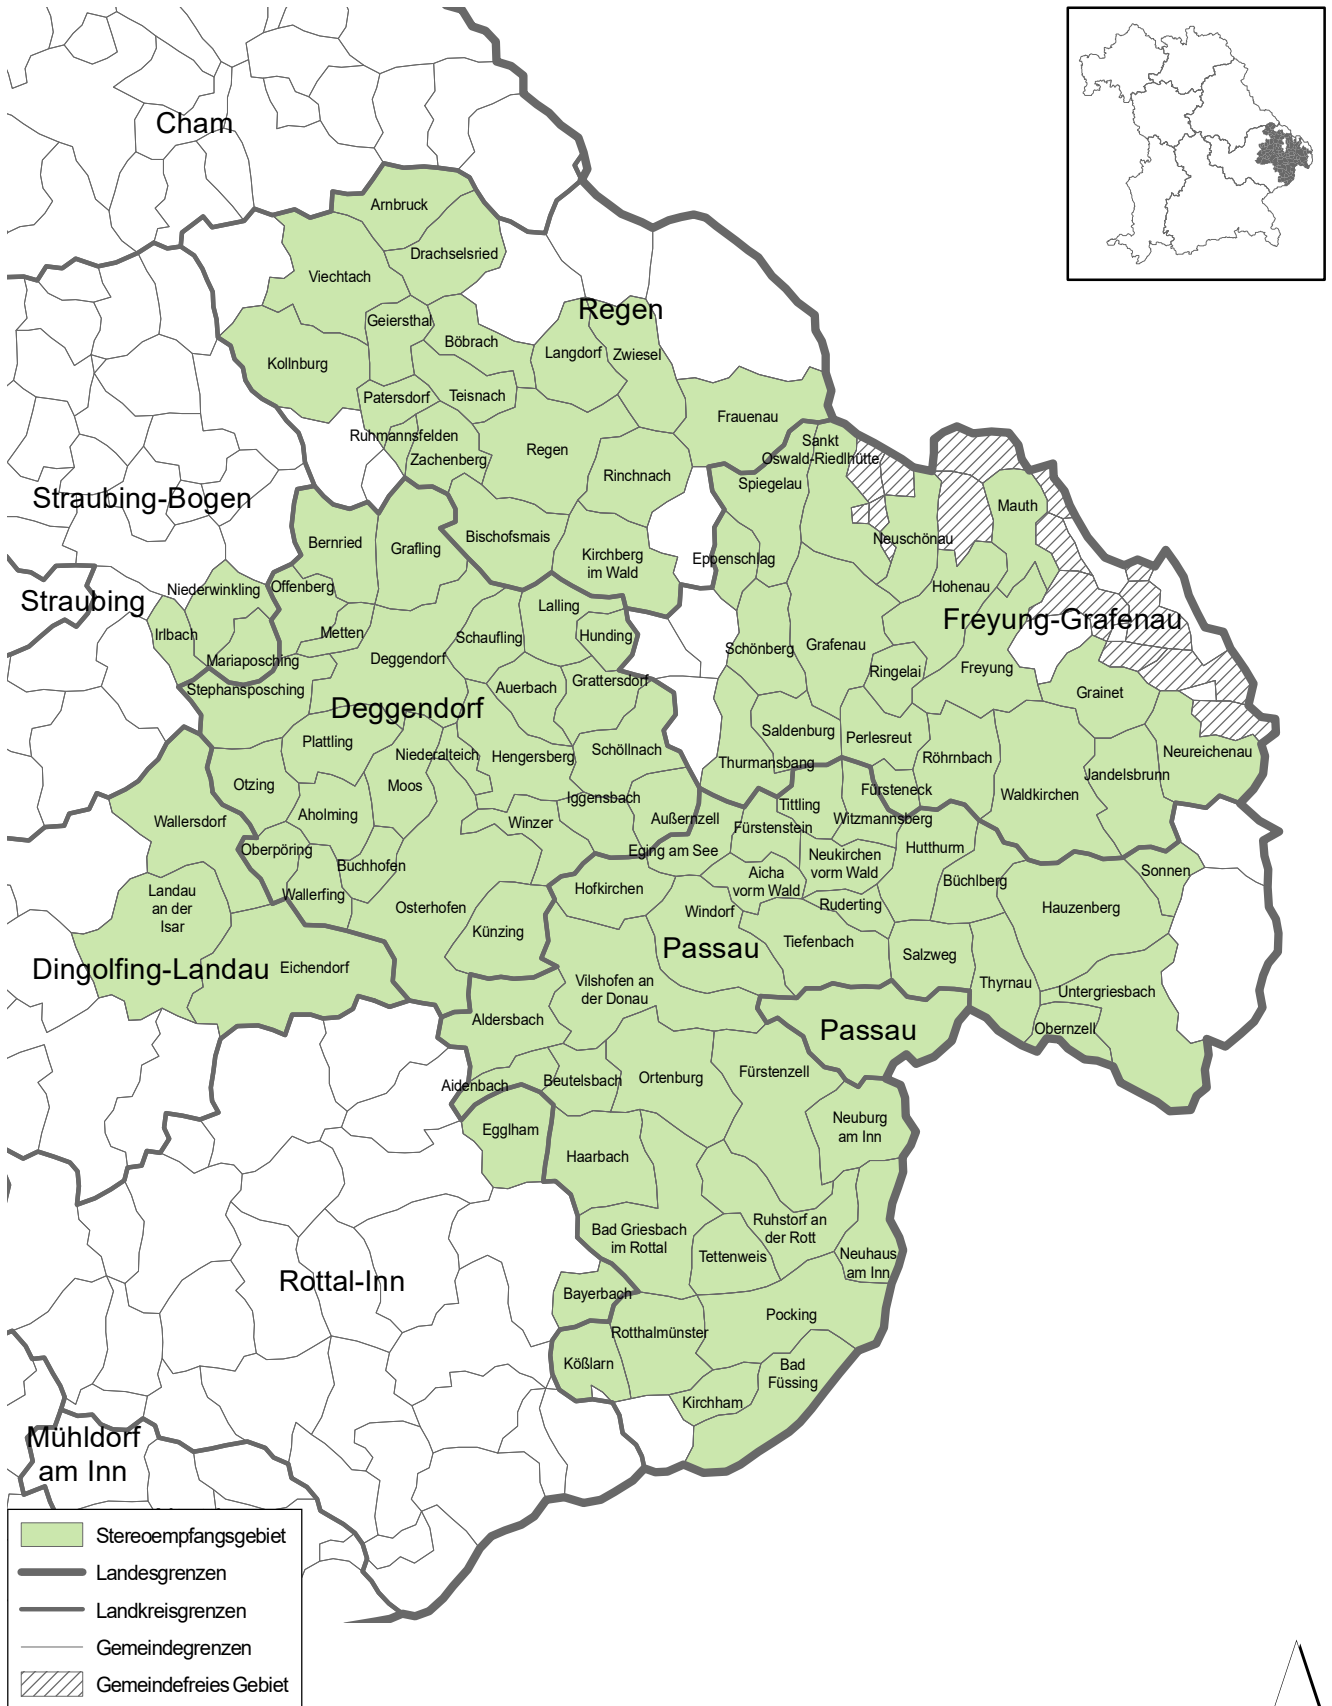 Cham
Arnbruck
Drachselsried
Viechtach
Regen
Geiersthal
Böbrach
Langdorf
Zwiesel
Kollnburg
Patersdorf
Teisnach
Frauenau
Ruhmannsfelden
Zachenberg
Regen
Rinchnach
Sankt
Oswald-Riedlhütte
Spiegelau
Straubing-Bogen
Mauth
Bernried
Grafling
Bischofsmais
Kirchberg
im Wald
Eppenschlag
Neuschönau
Hohenau
Niederwinkling
Offenberg
Straubing
Lalling
Freyung-Grafenau
Irlbach
Metten
Schaufling
Hunding
Mariaposching
Deggendorf
Schönberg
Grafenau
Ringelai
Freyung
Stephansposching
Auerbach
Grattersdorf
Grainet
Deggendorf
Plattling
Niederalteich
Hengersberg
Schöllnach
Saldenburg
Perlesreut
Röhrnbach
Neureichenau
Thurmansbang
Jandelsbrunn
Otzing
Moos
Iggensbach
Fürsteneck
Waldkirchen
Wallersdorf
Aholming
Winzer
Außernzell
Tittling
Fürstenstein
Witzmannsberg
Oberpöring
Buchhofen
Eging am See
Neukirchen
vorm Wald
Hutthurm
Büchlberg
Sonnen
Landau
an der
Isar
Wallerfing
Osterhofen
Hofkirchen
Aicha
vorm Wald
Ruderting
Hauzenberg
Künzing
Windorf
Passau
Tiefenbach
Salzweg
Dingolfing-Landau
Eichendorf
Vilshofen an
der Donau
Thyrnau
Untergriesbach
Aldersbach
Passau
Obernzell
Aidenbach
Beutelsbach
Ortenburg
Fürstenzell
Egglham
Neuburg
am Inn
Haarbach
Bad Griesbach
im Rottal
Ruhstorf an
der Rott
Tettenweis
Neuhaus
am Inn
Rottal-Inn
Bayerbach
Pocking
Rotthalmünster
Kößlarn
Bad
Füssing
Kirchham
Mühldorf
am Inn
Stereoempfangsgebiet
Landesgrenzen
Landkreisgrenzen
Gemeindegrenzen
Gemeindefreies Gebiet